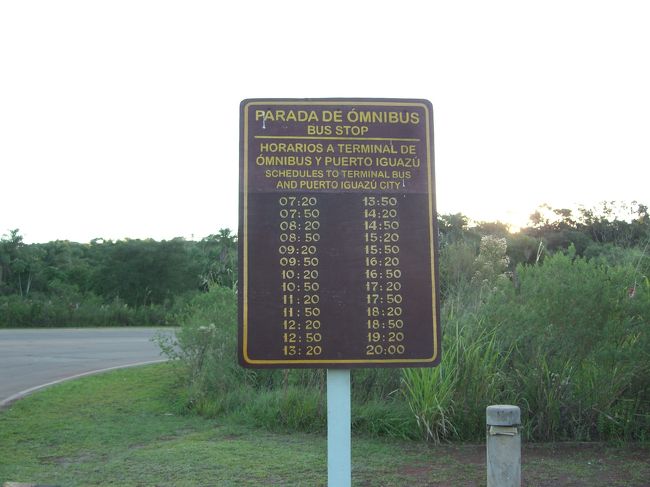 PARADA DE ÓMNIBUS
BUS STOP
HORARIOS A TERMINAL DE
ÓMNIBUS Y PUERTO IGUAZÚ
SCHEDULES TO TERMINAL BUS
AND PUERTO IGUAZÚ CITY
07:20 13:50
07:50 14:20
08:20 14:50
08:50 15:20
09:20 15:50
09:50 16:20
10:20 16:50
10:50 17:20
11:20 17:50
11:50 18:20
12:20 18:50
12:50 19:20
13:20 20:00